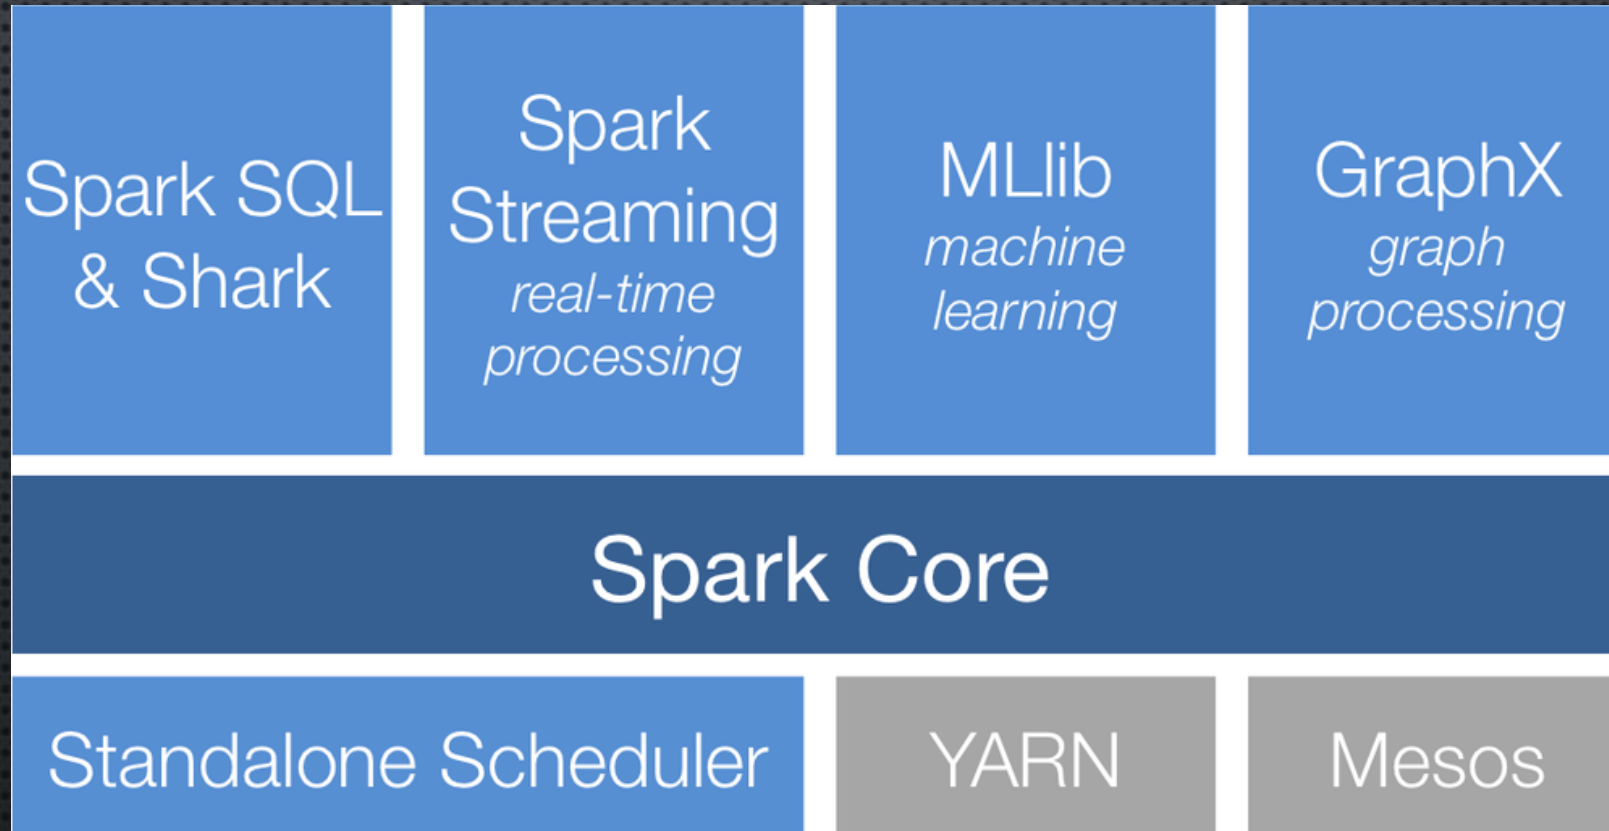 Spark SQL
& Shark
Spark
Streaming
real-time
processing
MLlib
machine
learning
GraphX
graph
processing
Spark Core
Standalone Scheduler
YARN
Mesos